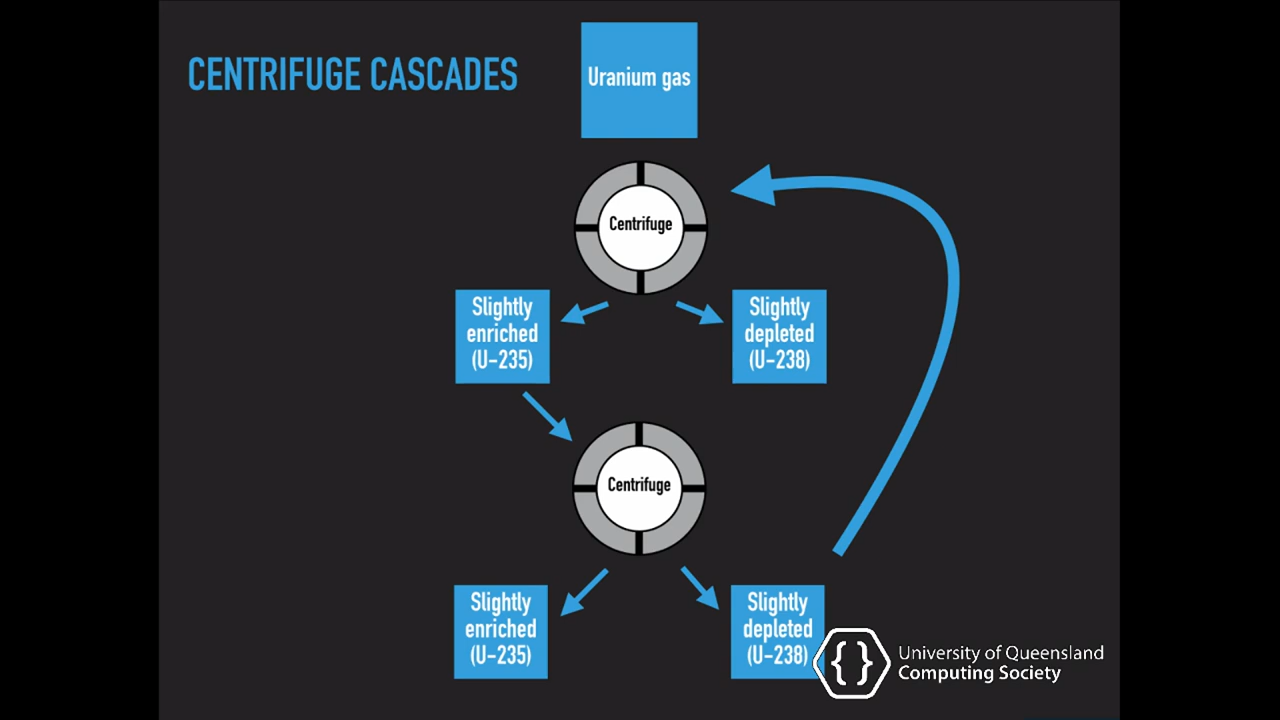 CENTRIFUGE CASCADES
Uranium gas
Centrifuge
Slightly
enriched
(U-235)
Slightly
depleted
(U-238)
Centrifuge
Slightly
enriched
(U-235)
Slightly
depleted
(U-238)
{}
University of Queensland
Computing Society